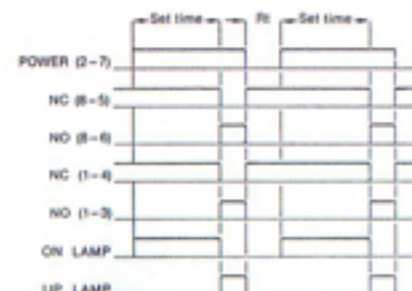 Set time Rt Set time
POWER (2-7)
NC (8-5)
NO (8-6)
NC (1-4)
NO (1-3)
ON LAMP
UP LAMP